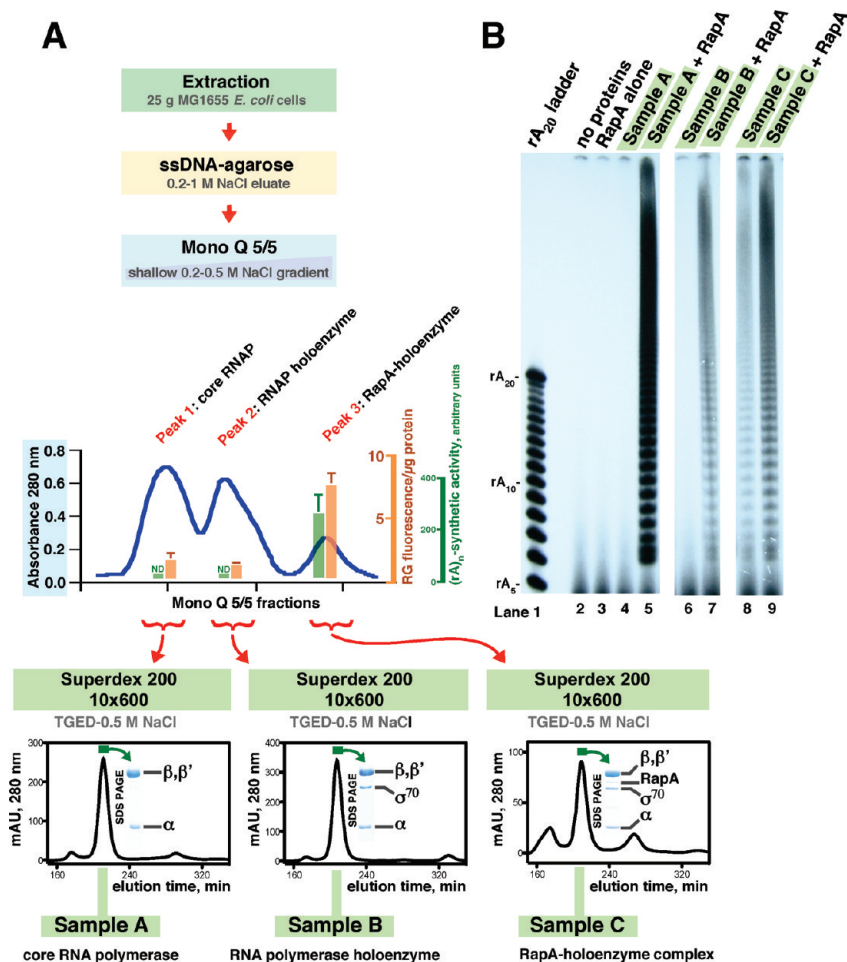 A
Extraction
25 g MG1655 E. coli cells
ssDNA-agarose
0.2-1 M NaCl eluate
Mono Q 5/5
shallow 0.2-0.5 M NaCl gradient
Peak 1: core RNAP
Peak 2: RNAP holoenzyme
Peak 3: RapA-holoenzyme
Absorbance 280 nm
0.8
0.6
0.4
0.2
0.0
ND
ND
10
5
RG fluorescence/µg protein
400
200
0
(rA)n-synthetic activity, arbitrary units
Mono Q 5/5 fractions
B
rA20 ladder
no proteins
RapA alone
Sample A
Sample A + RapA
Sample B
Sample B + RapA
Sample C
Sample C + RapA
rA20-
rA10-
rA5-
Lane 1 2 3 4 5 6 7 8 9
Superdex 200
10x600
TGED-0.5 M NaCl
mAU, 280 nm
300
200
100
0
SDS PAGE
β,β’
α
160 240 320
elution time, min
Sample A
core RNA polymerase
Superdex 200
10x600
TGED-0.5 M NaCl
mAU, 280 nm
400
300
200
100
0
SDS PAGE
β,β’
σ70
α
160 240 320
elution time, min
Sample B
RNA polymerase holoenzyme
Superdex 200
10x600
TGED-0.5 M NaCl
mAU, 280 nm
100
50
0
SDS PAGE
β,β’
RapA
σ70
α
160 240 320
elution time, min
Sample C
RapA-holoenzyme complex